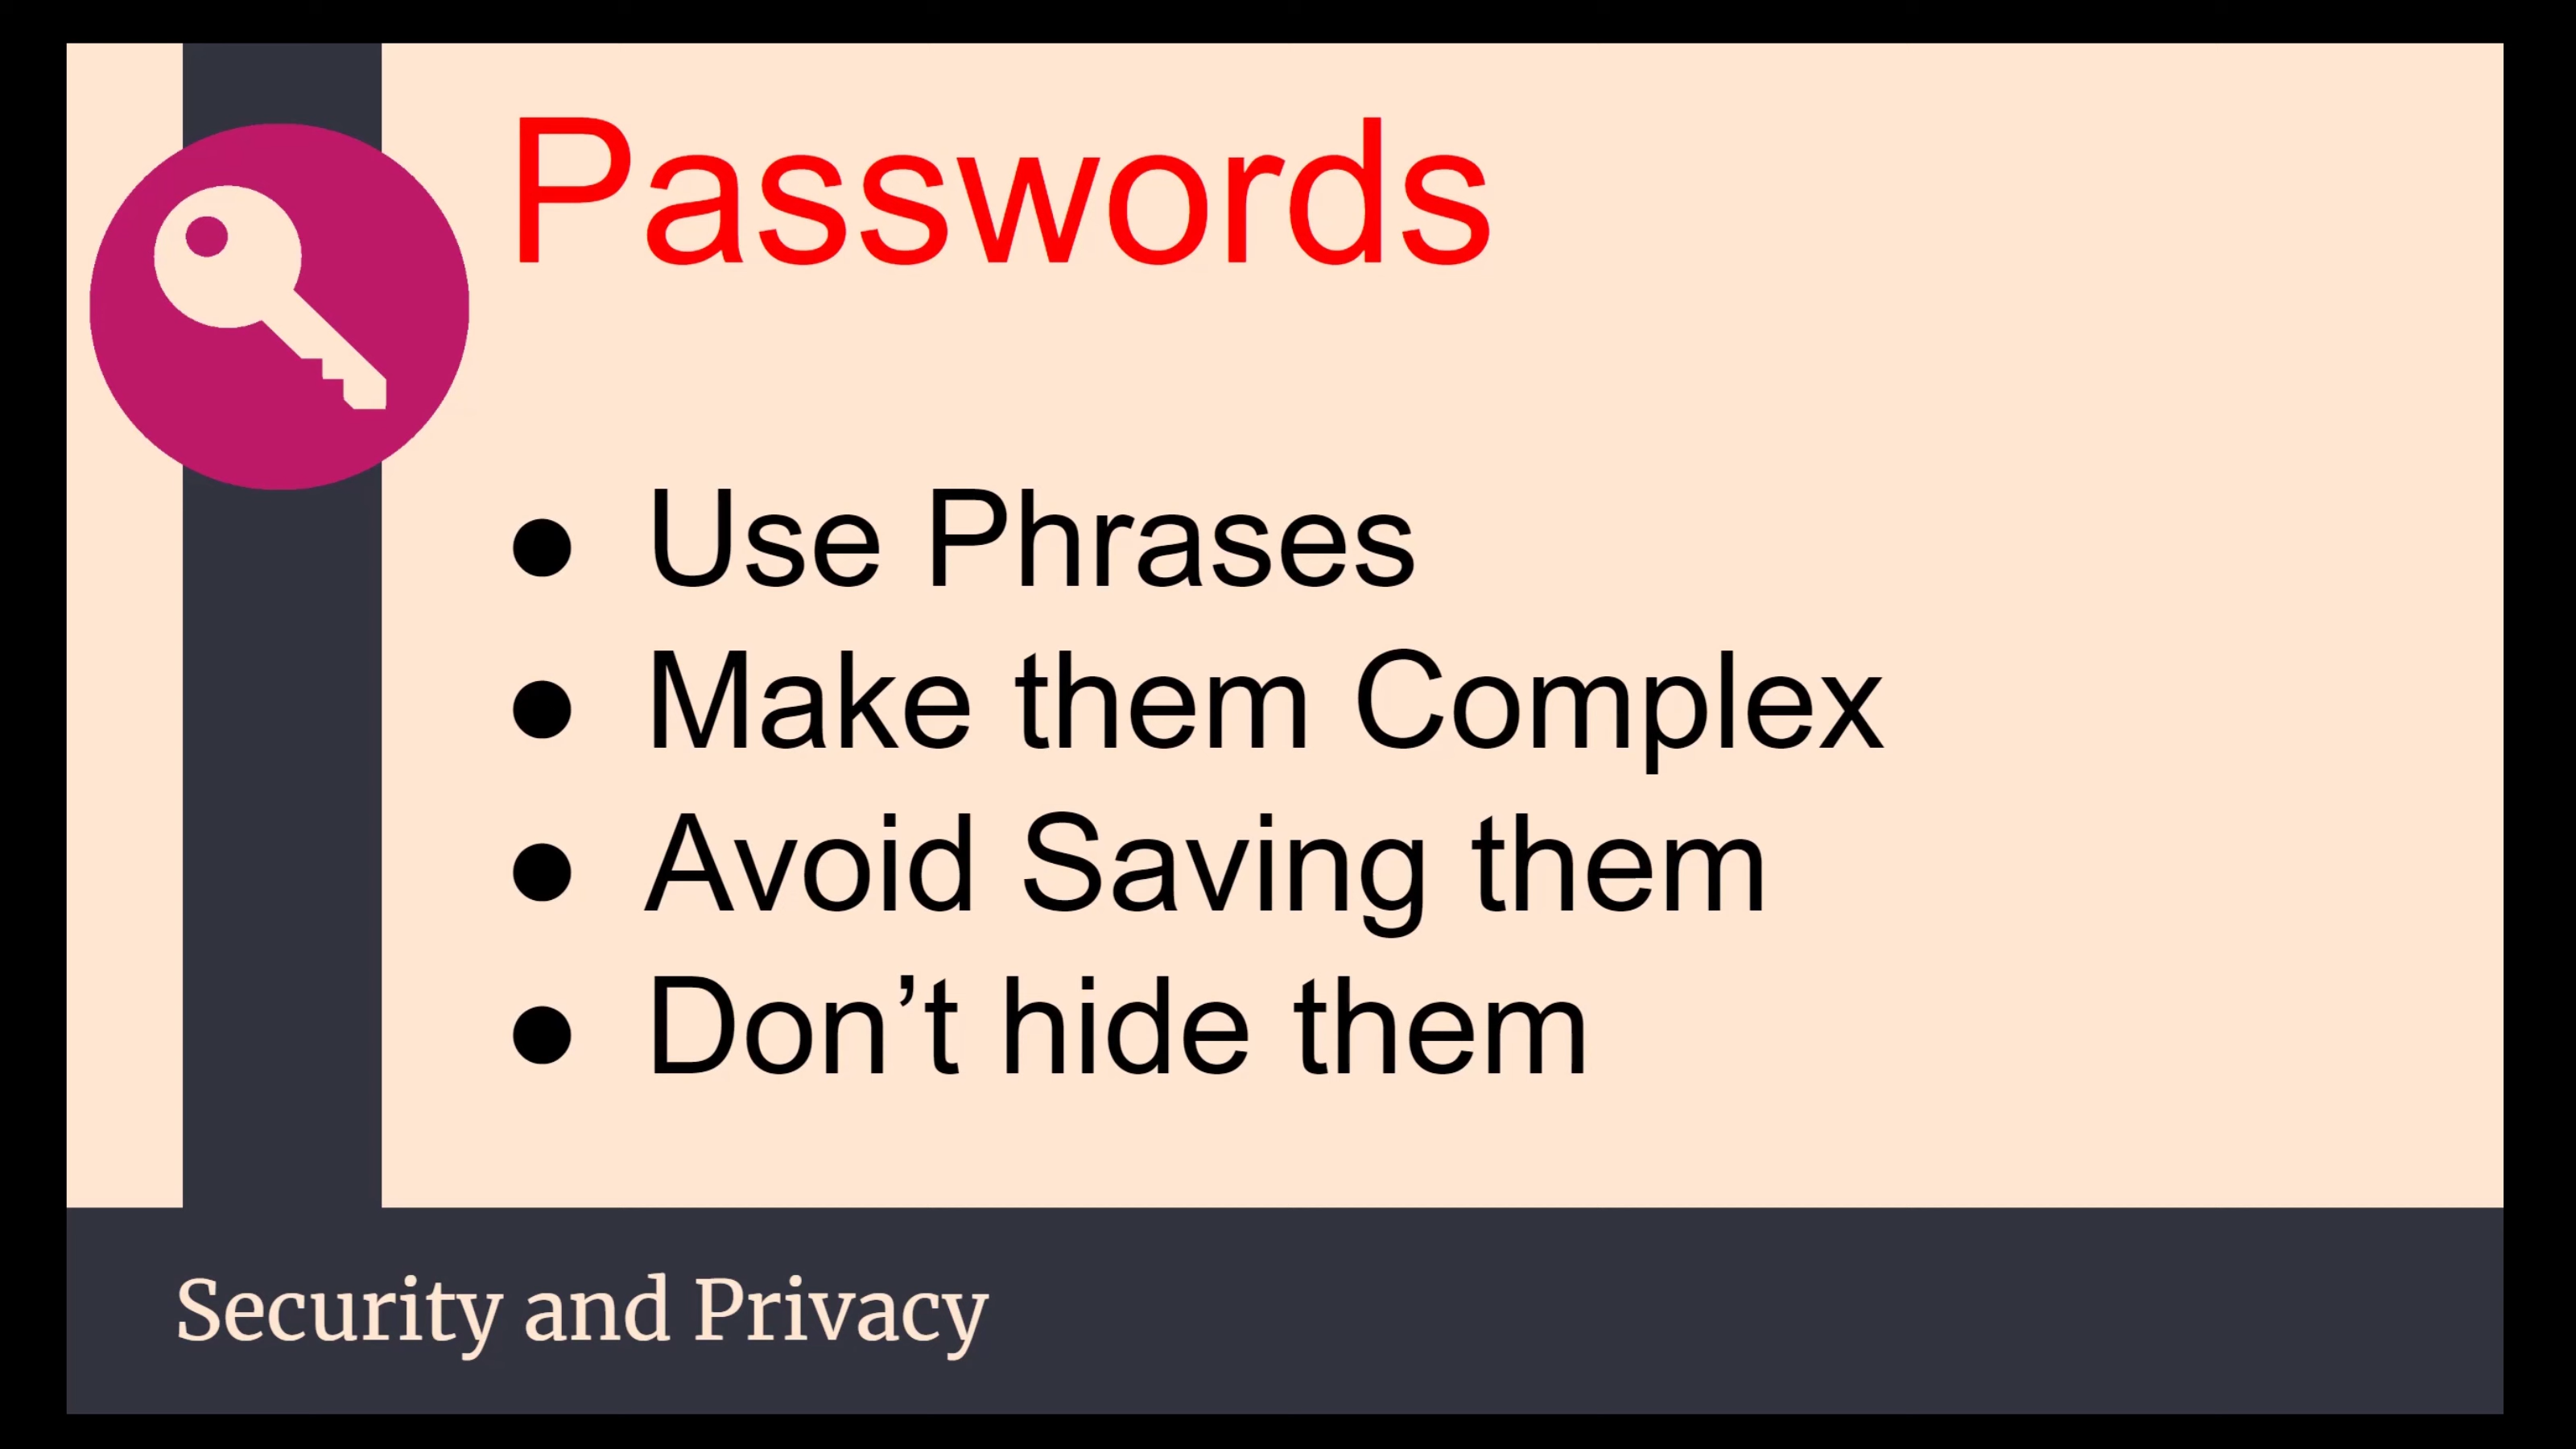 Passwords
● Use Phrases
● Make them Complex
● Avoid Saving them
● Don’t hide them
Security and Privacy